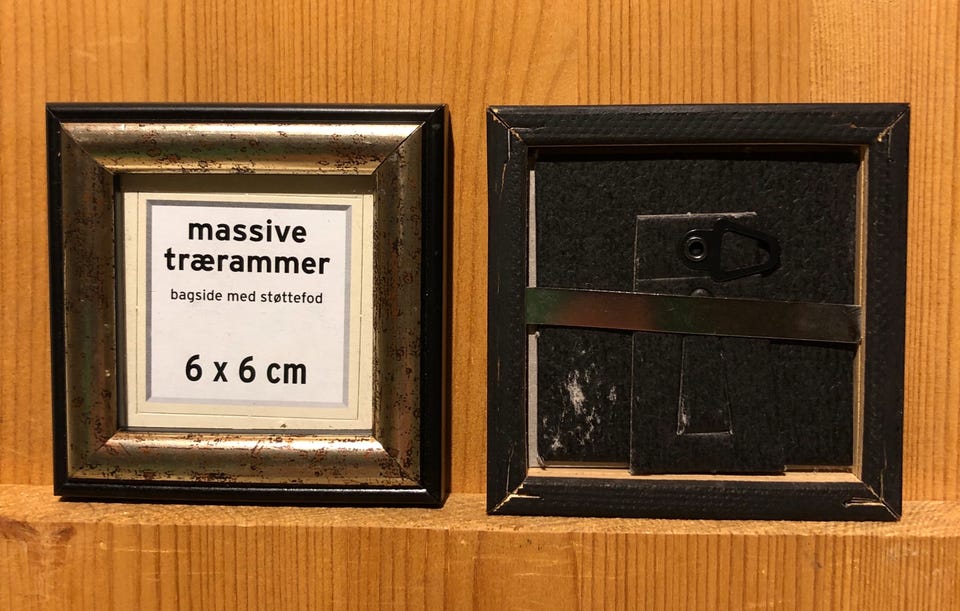 massive
trærammer
bagside med støttefod
6 x 6 cm